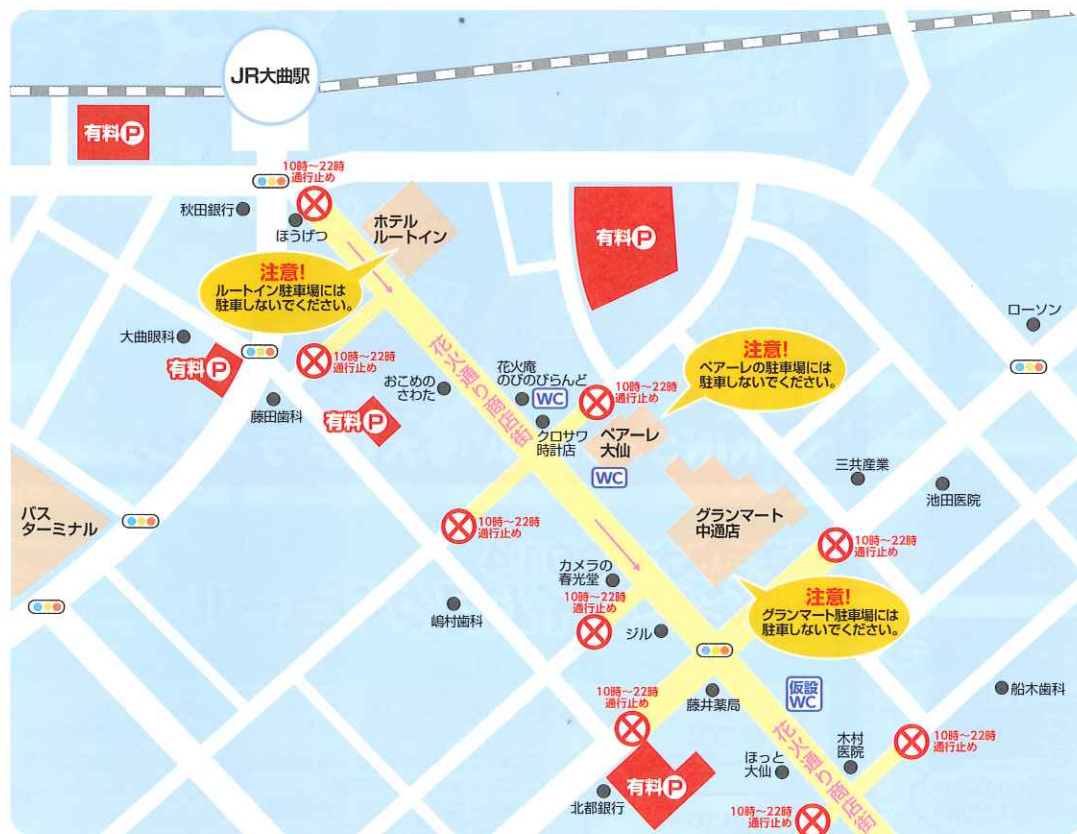 JR大曲駅
有料P
10時〜22時
通行止め
秋田銀行
ほうげつ
ホテル
ルートイン
有料P
注意!
ルートイン駐車場には
駐車しないでください。
ローソン
大曲眼科
有料P
10時〜22時
通行止め
花火通り商店街
おこめの
さわた
花火庵
のびのびらんど
WC
10時〜22時
通行止め
注意!
ペアーレの駐車場には
駐車しないでください。
藤田歯科
有料P
クロサワ
時計店
ペアーレ
大仙
WC
三共産業
池田医院
バス
ターミナル
10時〜22時
通行止め
グランマート
中通店
10時〜22時
通行止め
カメラの
春光堂
10時〜22時
通行止め
嶋村歯科
ジル
注意!
グランマート駐車場には
駐車しないでください。
10時〜22時
通行止め
藤井薬局
仮設
WC
船木歯科
花火通り商店街
木村
医院
10時〜22時
通行止め
ほっと
大仙
有料P
北都銀行
10時〜22時
通行止め